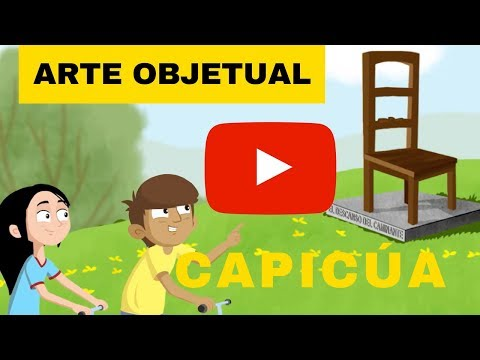 ARTE OBJETUAL
EL DESCANSO DEL CAMINANTE
CAPICÚA